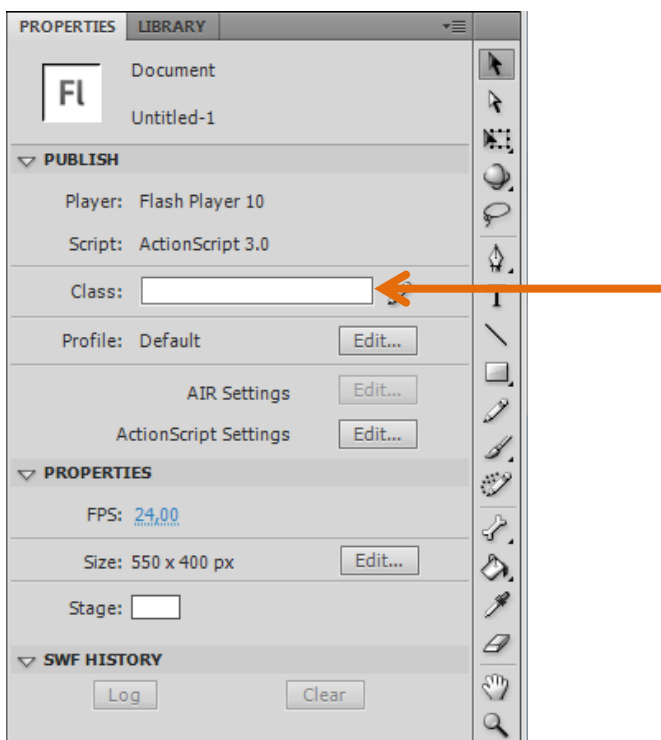 PROPERTIES LIBRARY
Fl
Document
Untitled-1
PUBLISH
Player: Flash Player 10
Script: ActionScript 3.0
Class:
T
Profile: Default Edit...
AIR Settings Edit...
ActionScript Settings Edit...
PROPERTIES
FPS: 24,00
Size: 550 x 400 px Edit...
Stage:
SWF HISTORY
Log Clear